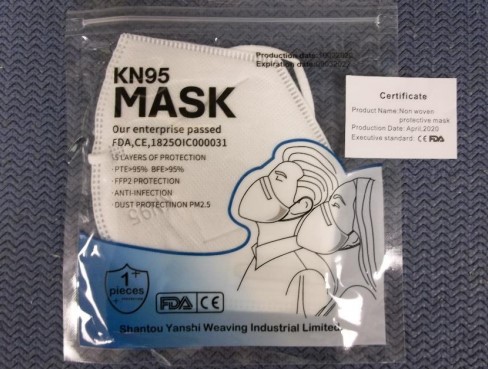 Production date:
Expiration date:
KN95
MASK
Our enterprise passed
FDA,CE,1825OIC000031
5 LAYERS OF PROTECTION
· PTE>95% BFE>95%
· FFP2 PROTECTION
· ANTI-INFECTION
· DUST PROTECTINON PM2.5
N95
1+
pieces
FDA CE
Shantou Yanshi Weaving Industrial Limited
Certificate
Product Name:Non woven
protective mask
Production Date: April,2020
Executive standard: CE FDA